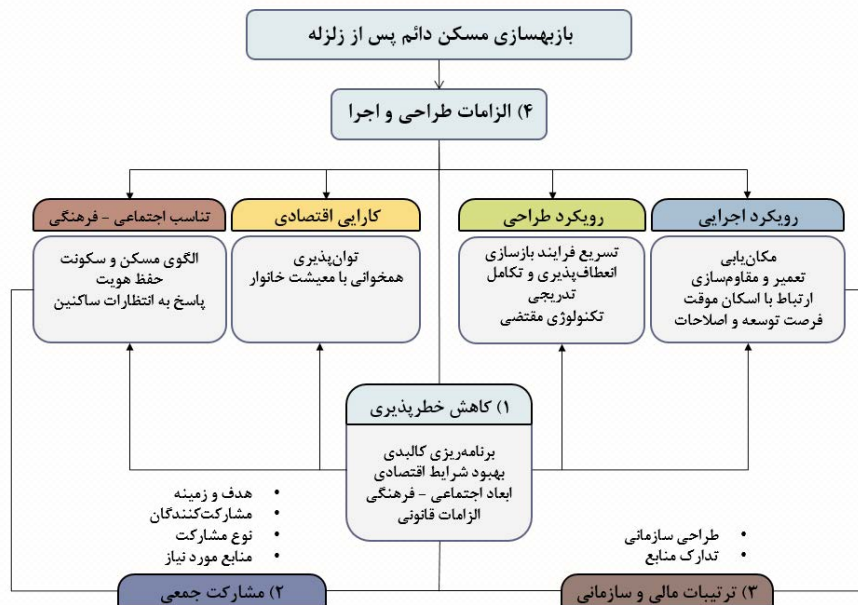 بازبهسازی مسکن دائم پس از زلزله
۴) الزامات طراحی و اجرا
رویکرد اجرایی
مکان‌یابی
تعمیر و مقاوم‌سازی
ارتباط با اسکان موقت
فرصت توسعه و اصلاحات
رویکرد طراحی
تسریع فرایند بازسازی
انعطاف‌پذیری و تکامل
تدریجی
تکنولوژی مقتضی
کارایی اقتصادی
توان‌پذیری
همخوانی با معیشت خانوار
تناسب اجتماعی - فرهنگی
الگوی مسکن و سکونت
حفظ هویت
پاسخ به انتظارات ساکنین
۱) کاهش خطرپذیری
برنامه‌ریزی کالبدی
بهبود شرایط اقتصادی
ابعاد اجتماعی - فرهنگی
الزامات قانونی
• طراحی سازمانی
• تدارک منابع
۳) ترتیبات مالی و سازمانی
• هدف و زمینه
• مشارکت‌کنندگان
• نوع مشارکت
• منابع مورد نیاز
۲) مشارکت جمعی